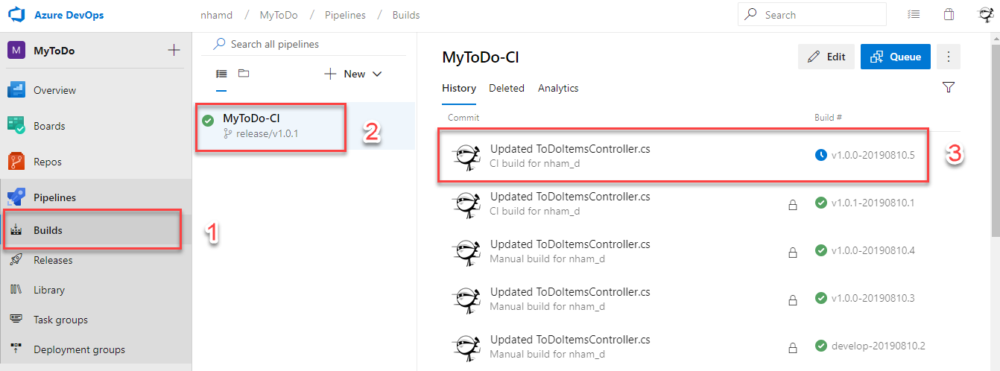 Azure DevOps
nhamd / MyToDo / Pipelines / Builds
Search
M MyToDo
Overview
Boards
Repos
Pipelines
Builds
1
Releases
Library
Task groups
Deployment groups
Search all pipelines
New
MyToDo-CI
release/v1.0.1
2
MyToDo-CI
Edit
Queue
History Deleted Analytics
Commit Build #
Updated ToDoItemsController.cs
CI build for nham_d
v1.0.0-20190810.5
3
Updated ToDoItemsController.cs
CI build for nham_d
v1.0.1-20190810.1
Updated ToDoItemsController.cs
Manual build for nham_d
v1.0.0-20190810.4
Updated ToDoItemsController.cs
Manual build for nham_d
v1.0.0-20190810.3
Updated ToDoItemsController.cs
Manual build for nham_d
develop-20190810.2